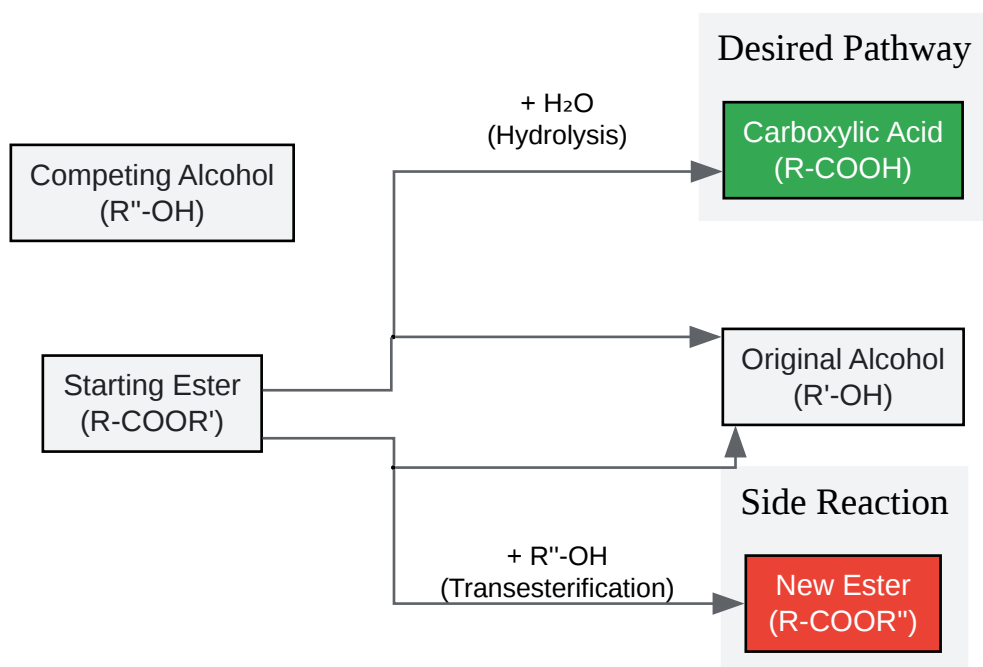 Desired Pathway
+ H₂O
(Hydrolysis)
Carboxylic Acid
(R-COOH)
Competing Alcohol
(R''-OH)
Starting Ester
(R-COOR')
Original Alcohol
(R'-OH)
Side Reaction
+ R''-OH
(Transesterification)
New Ester
(R-COOR'')